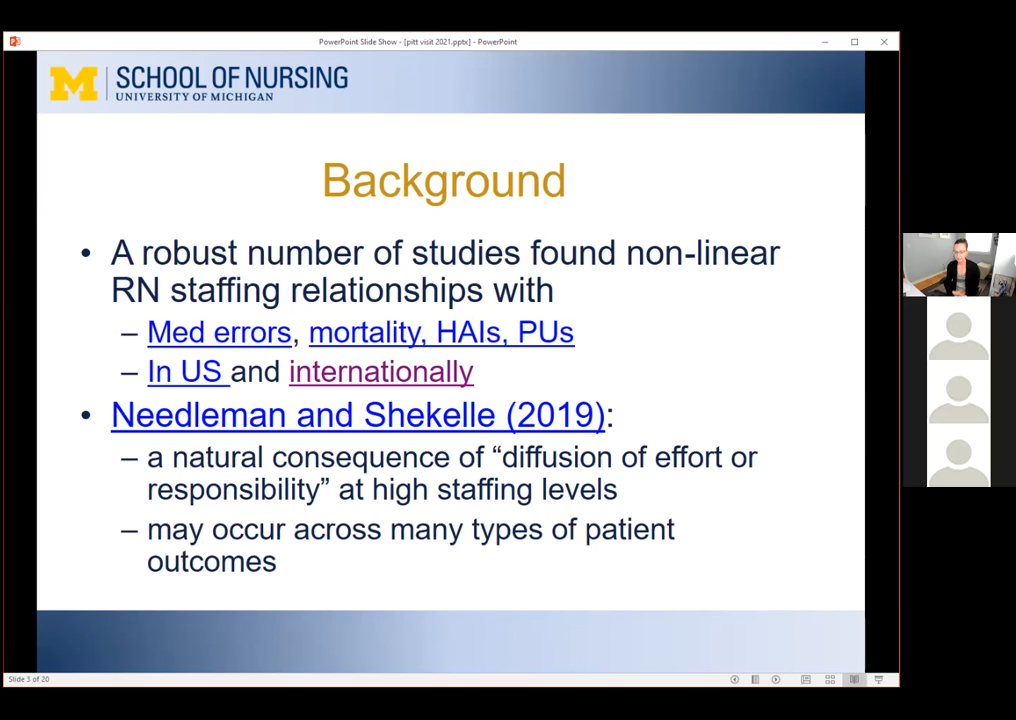 PowerPoint Slide Show - [pitt visit 2021.pptx] - PowerPoint
M SCHOOL OF NURSING
UNIVERSITY OF MICHIGAN
Background
• A robust number of studies found non-linear
RN staffing relationships with
– Med errors, mortality, HAIs, PUs
– In US and internationally
• Needleman and Shekelle (2019):
– a natural consequence of “diffusion of effort or
responsibility” at high staffing levels
– may occur across many types of patient
outcomes
Slide 3 of 20